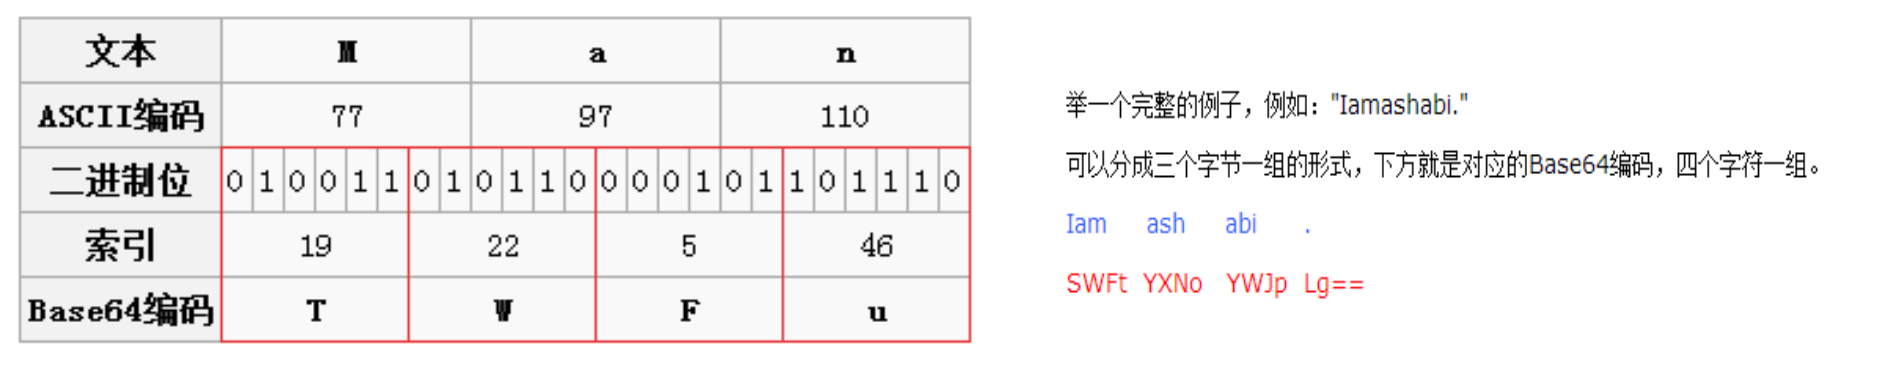 文本 M a n
ASCII编码 77 97 110
二进制位 0 1 0 0 1 1 0 1 0 1 1 0 0 0 0 1 0 1 1 0 1 1 1 0
索引 19 22 5 46
Base64编码 T W F u
举一个完整的例子，例如："Iamashabi."
可以分成三个字节一组的形式，下方就是对应的Base64编码，四个字符一组。
Iam ash abi .
SWFt YXNo YWJp Lg==